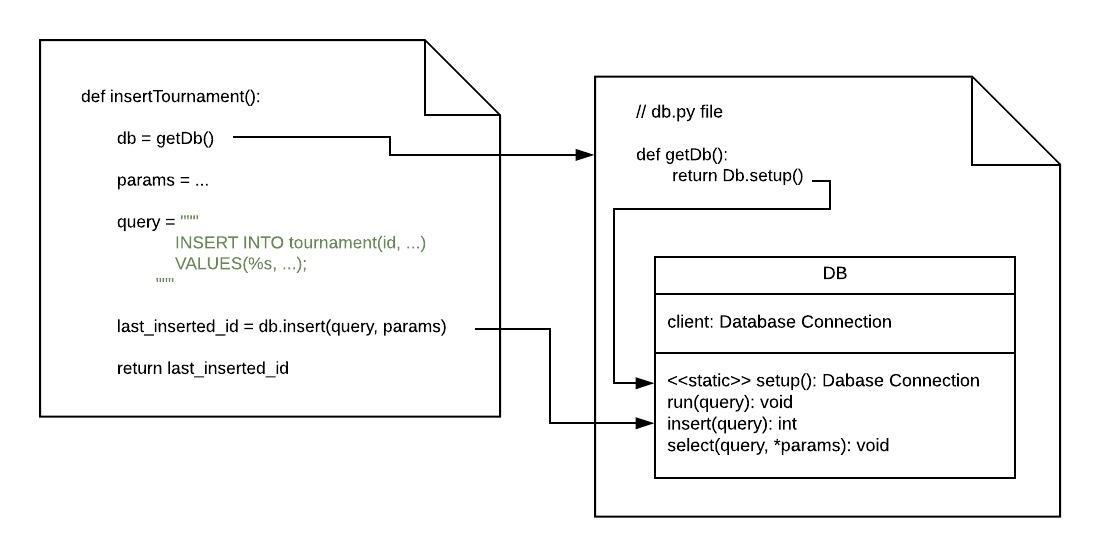 def insertTournament():
db = getDb()
params = ...
query = """
INSERT INTO tournament(id, ...)
VALUES(%s, ...);
"""
last_inserted_id = db.insert(query, params)
return last_inserted_id
// db.py file
def getDb():
return Db.setup()
DB
client: Database Connection
<<static>> setup(): Dabase Connection
run(query): void
insert(query): int
select(query, *params): void